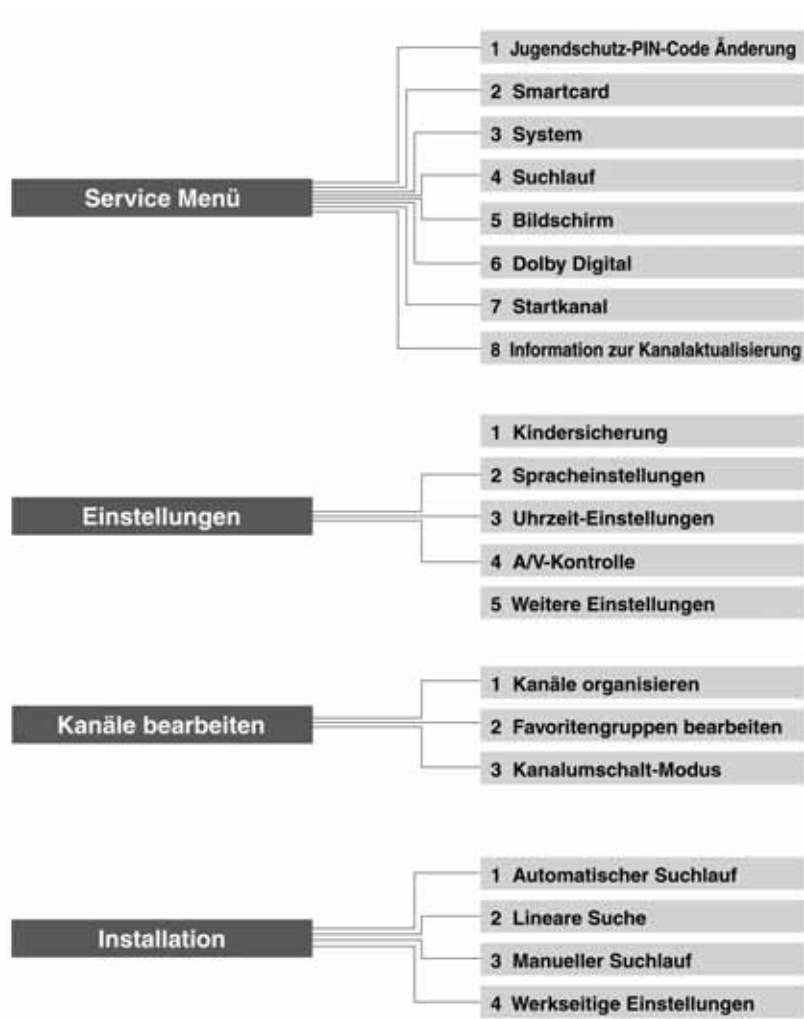 Service Menü
1 Jugendschutz-PIN-Code Änderung
2 Smartcard
3 System
4 Suchlauf
5 Bildschirm
6 Dolby Digital
7 Startkanal
8 Information zur Kanalaktualisierung
Einstellungen
1 Kindersicherung
2 Spracheinstellungen
3 Uhrzeit-Einstellungen
4 A/V-Kontrolle
5 Weitere Einstellungen
Kanäle bearbeiten
1 Kanäle organisieren
2 Favoritengruppen bearbeiten
3 Kanalumschalt-Modus
Installation
1 Automatischer Suchlauf
2 Lineare Suche
3 Manueller Suchlauf
4 Werkseitige Einstellungen